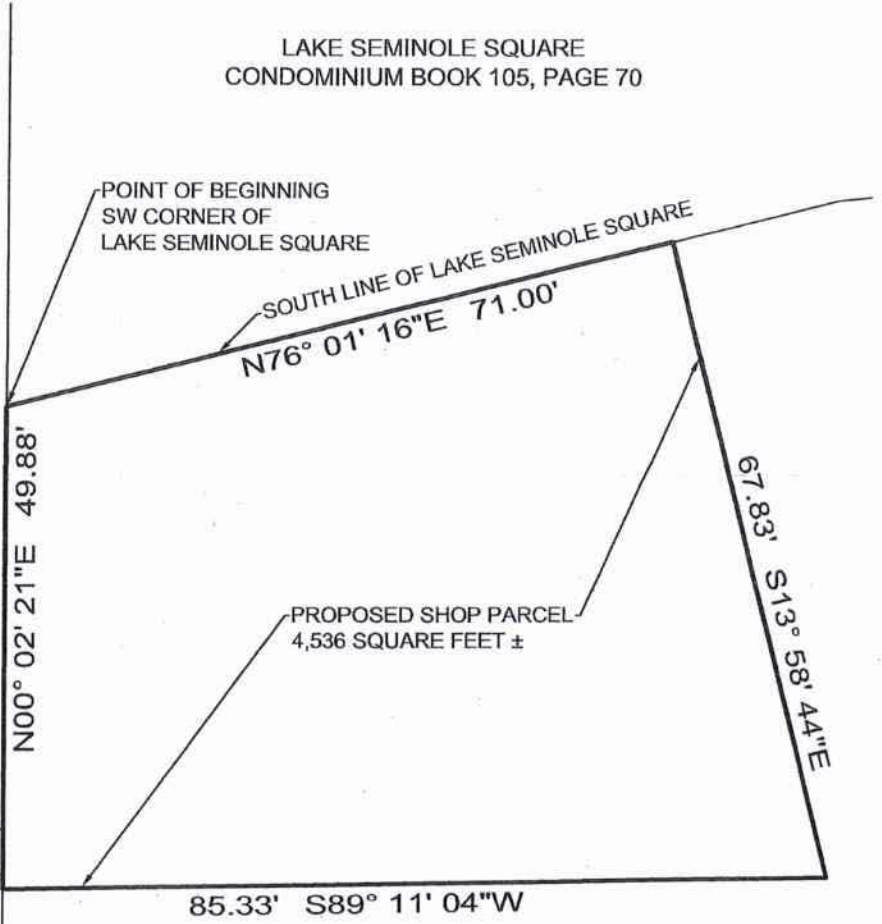 LAKE SEMINOLE SQUARE
CONDOMINIUM BOOK 105, PAGE 70
POINT OF BEGINNING
SW CORNER OF
LAKE SEMINOLE SQUARE
SOUTH LINE OF LAKE SEMINOLE SQUARE
N76° 01' 16"E 71.00'
N00° 02' 21"E 49.88'
67.83' S13° 58' 44"E
PROPOSED SHOP PARCEL
4,536 SQUARE FEET ±
85.33' S89° 11' 04"W